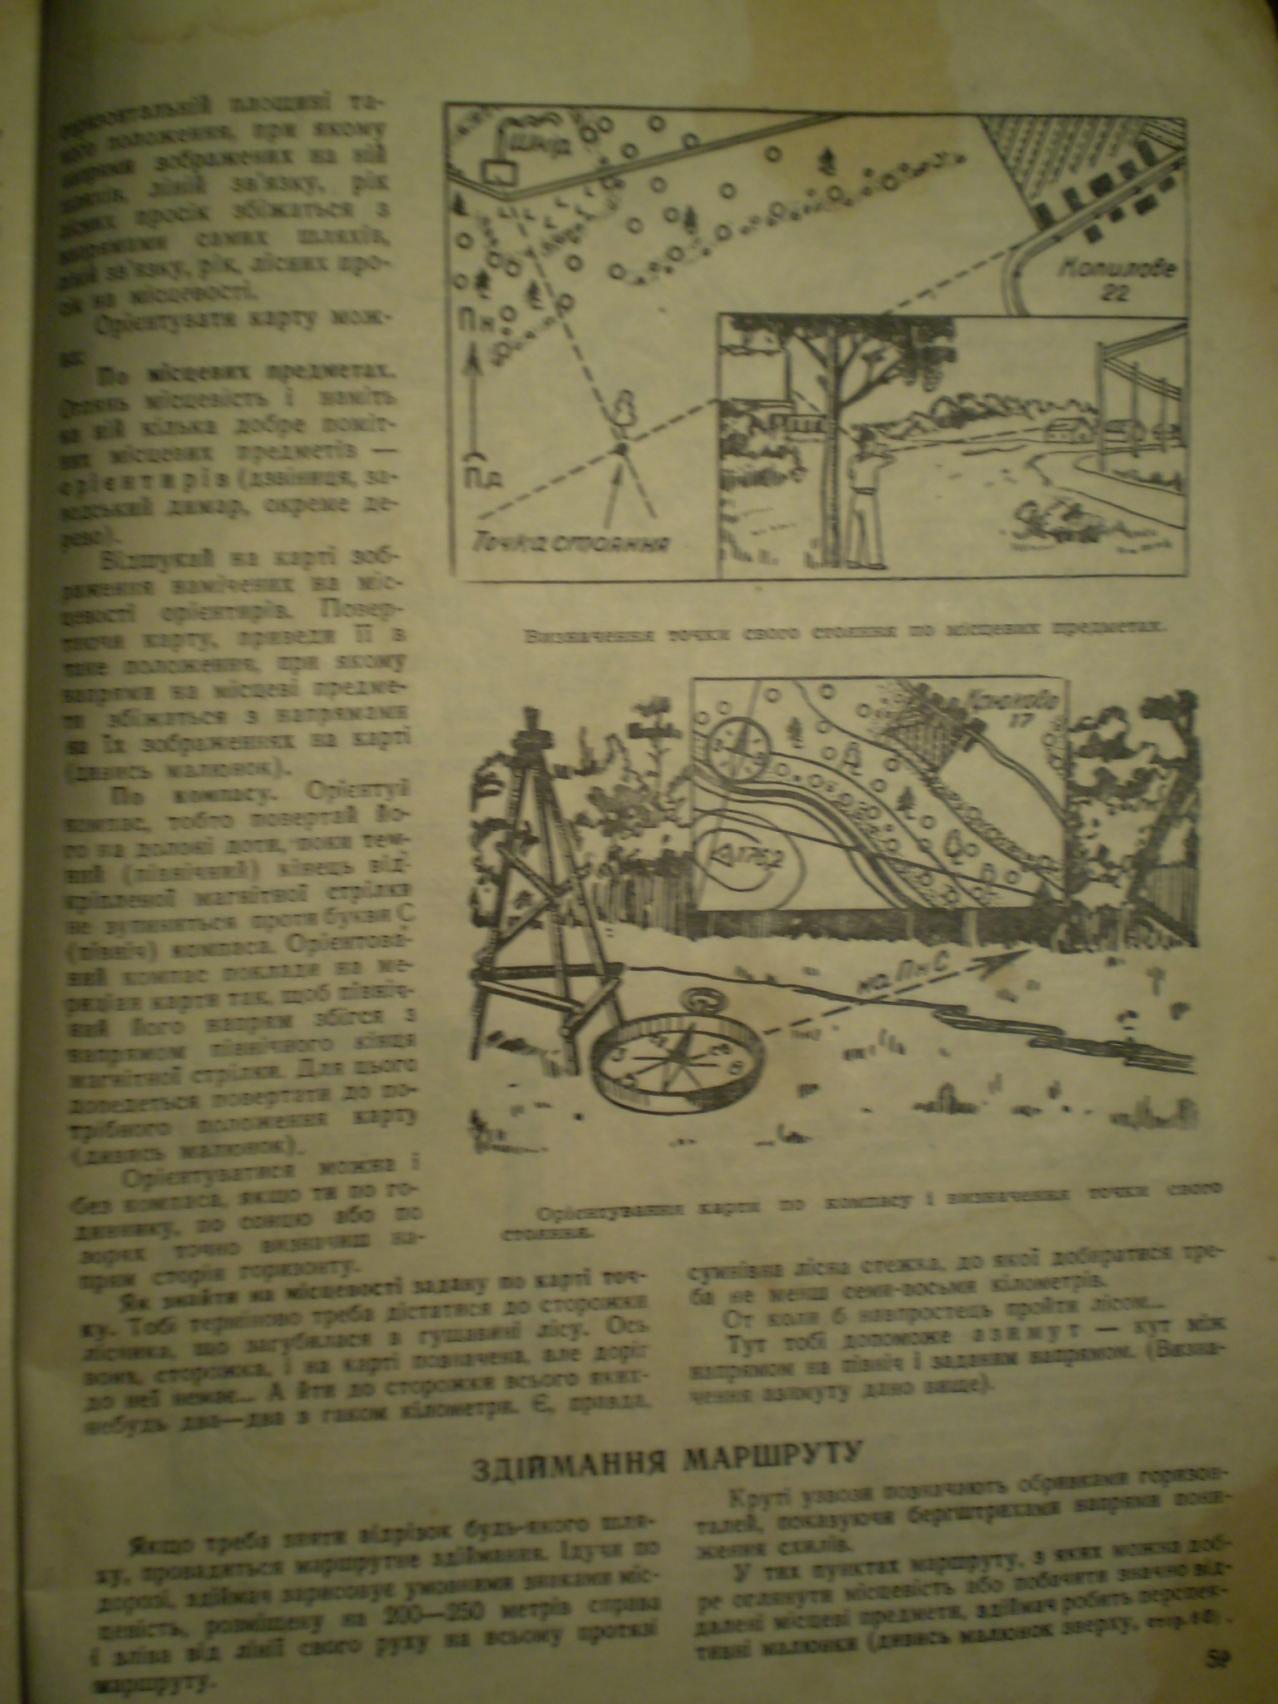 горизонтальній площині та-
кого положення, при якому
напрями зображених на ній
шляхів, ліній зв'язку, рік
лісних просік збіжаться з
напрямами самих шляхів,
ліній зв'язку, рік, лісних про-
сік на місцевості.
Орієнтувати карту мож-
на:
По місцевих предметах.
Оглянь місцевість і наміть
на ній кілька добре поміт-
них місцевих предметів —
орієнтирів (дзвіниця, за-
водський димар, окреме де-
рево).
Відшукай на карті зоб-
раження намічених на міс-
цевості орієнтирів. Повер-
таючи карту, приведи її в
таке положення, при якому
напрями на місцеві предме-
ти збіжаться з напрямами
на їх зображеннях на карті
(дивись малюнок).
По компасу. Орієнтуй
компас, тобто повертай йо-
го на долоні доти, поки тем-
ний (північний) кінець від-
кріпленої магнітної стрілки
не зупиниться проти букви С
(північ) компаса. Орієнтова-
ний компас поклади на ме-
ридіан карти так, щоб північ-
ний його напрям збігся з
напрямом північного кінця
магнітної стрілки. Для цього
доведеться повертати до по-
трібного положення карту
(дивись малюнок).
Орієнтуватися можна і
без компаса, якщо ти по го-
диннику, по сонцю або по
зорях точно визначиш на-
прям сторін горизонту.
Як знайти на місцевості задану по карті точ-
ку. Тобі терміново треба дістатися до сторожки
лісника, що загубилася в гущавині лісу. Ось
вона, сторожка, і на карті позначена, але доріг
до неї немає... А йти до сторожки всього яких-
небудь два—два з гаком кілометри. Є, правда,
Шкід
Копилове
22
Пн
Пд
Точка стояння
Визначення точки свого стояння по місцевих предметах.
Крюково
17
176,2
на ПнС
Орієнтування карти по компасу і визначення точки свого
стояння.
сумнівна лісна стежка, до якої добиратися тре-
ба не менш семи-восьми кілометрів.
От коли б навпростець пройти лісом...
Тут тобі допоможе азимут — кут між
напрямом на північ і заданим напрямом. (Визна-
чення азимуту дано вище).
ЗДІЙМАННЯ МАРШРУТУ
Якщо треба зняти відрізок будь-якого шля-
ху, провадиться маршрутне здіймання. Ідучи по
дорозі, здіймач зарисовує умовними знаками міс-
цевість, розміщену на 200—250 метрів справа
і зліва від лінії свого руху на всьому протязі
маршруту.
Круті узвози позначають обривками горизон-
талей, показуючи бергштрихами напрями пони-
ження схилів.
У тих пунктах маршруту, з яких можна доб-
ре оглянути місцевість або побачити значно від-
далені місцеві предмети, здіймач робить перспек-
тивні малюнки (дивись малюнок зверху, стор.
59